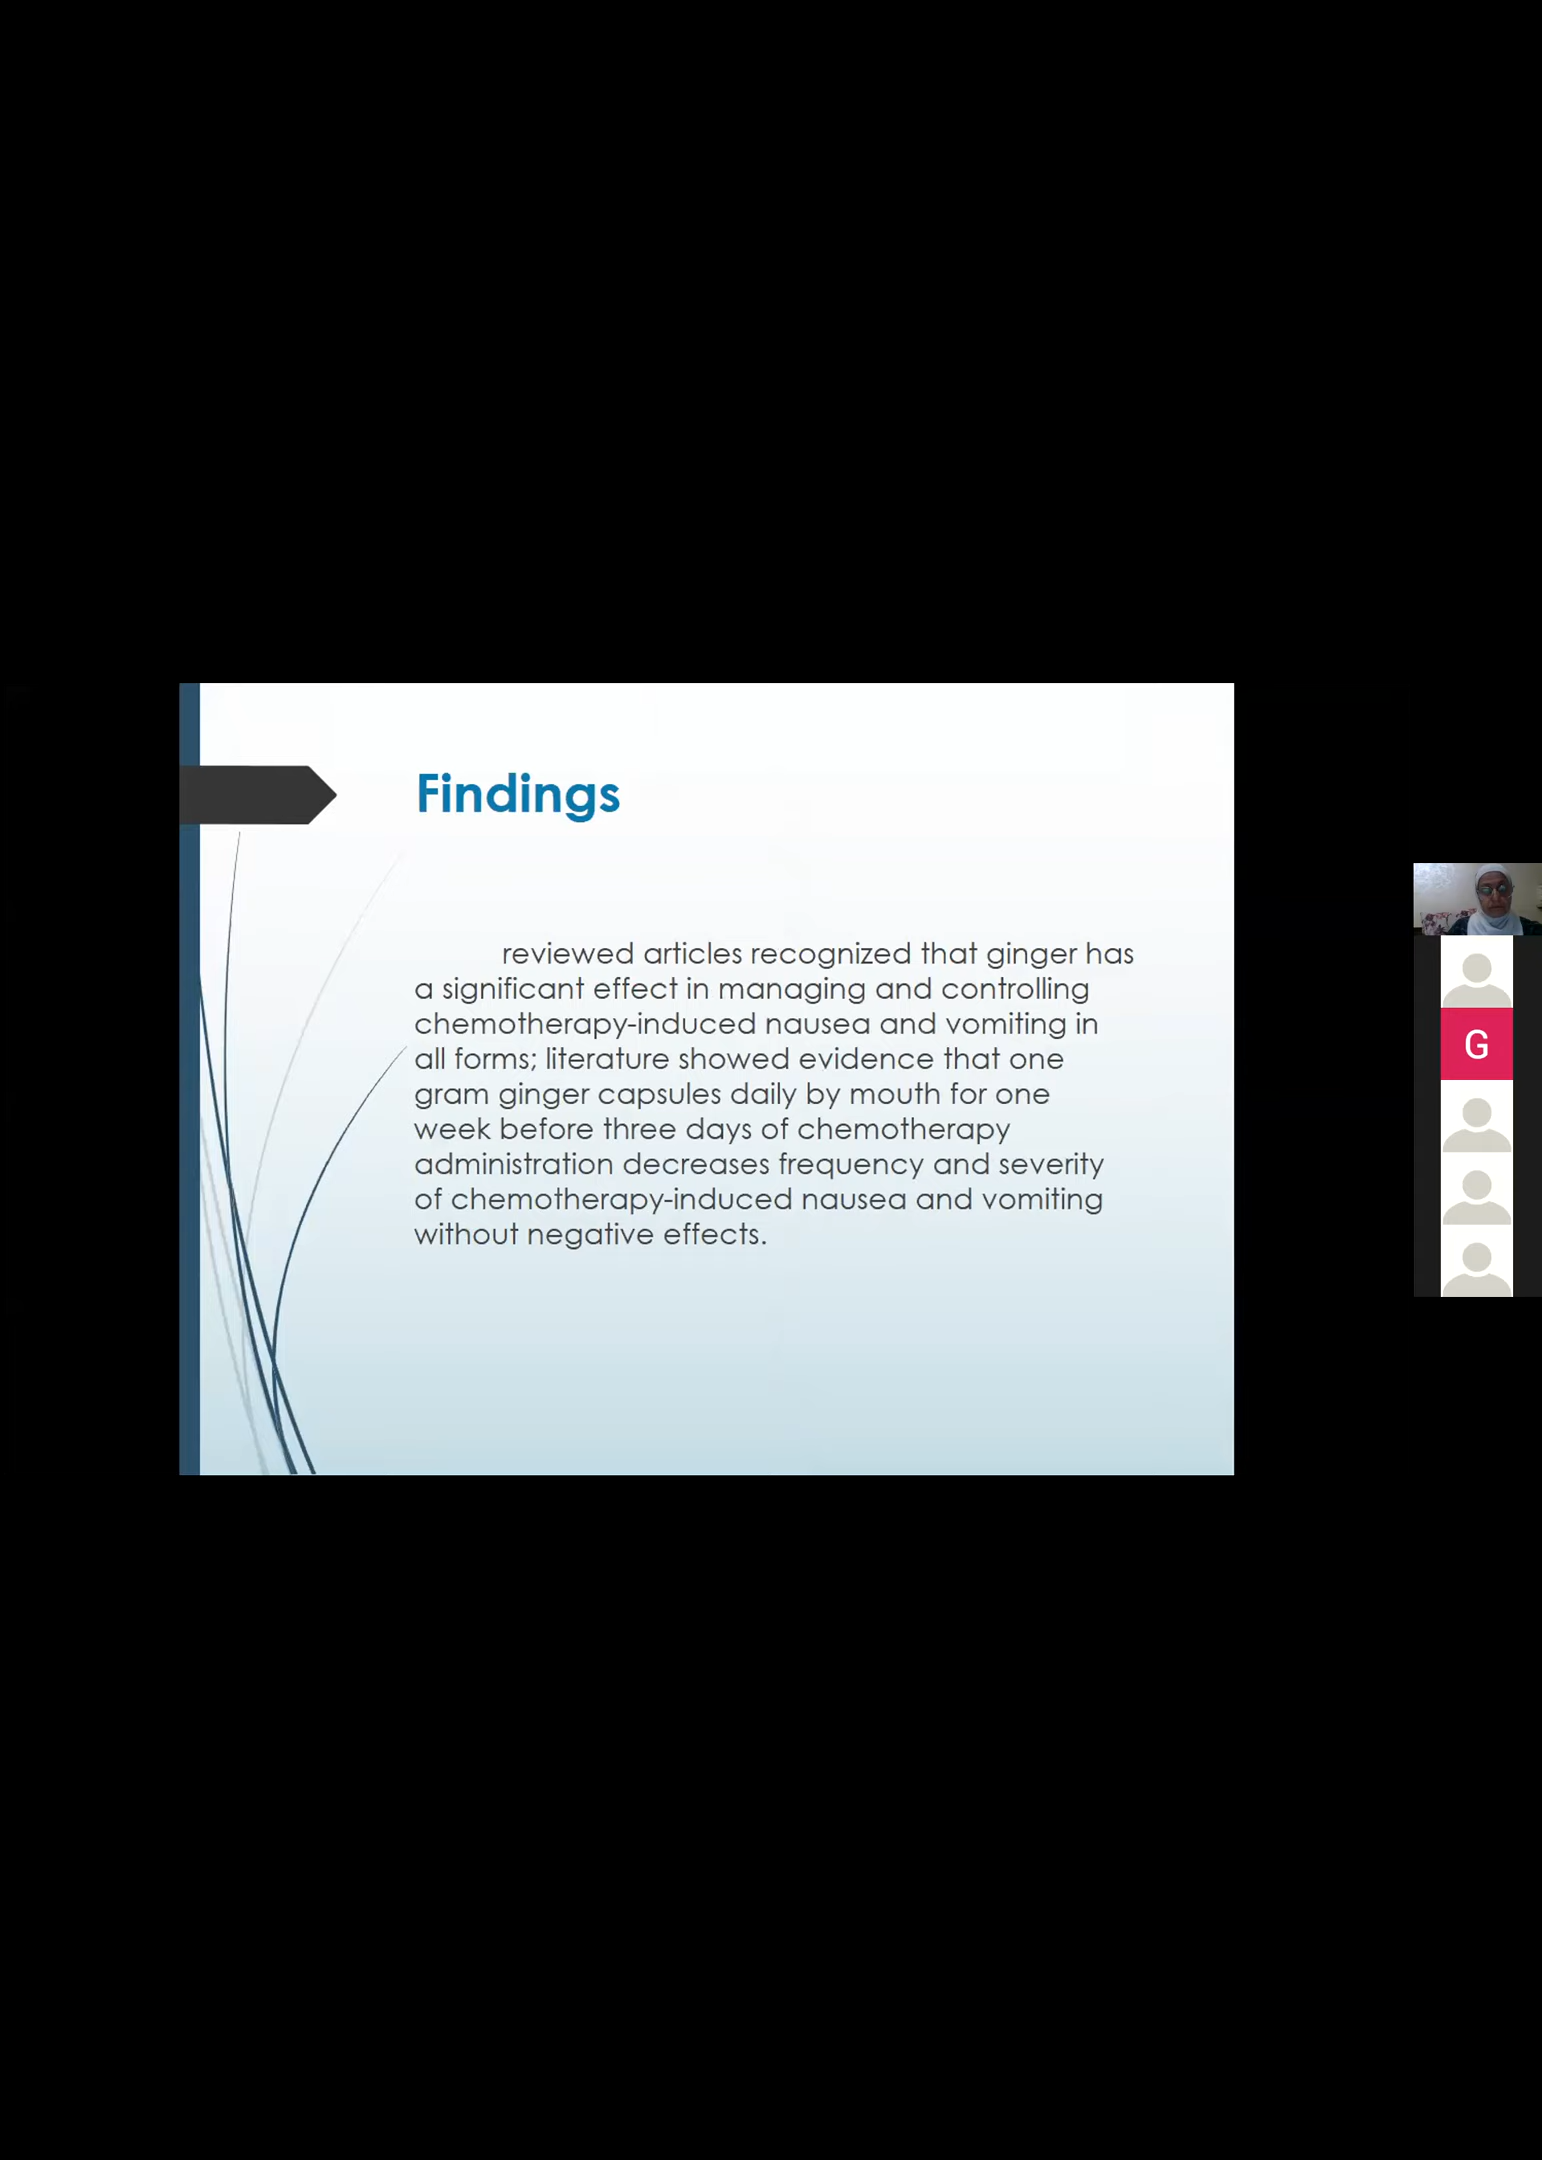 Findings
reviewed articles recognized that ginger has
a significant effect in managing and controlling
chemotherapy-induced nausea and vomiting in
all forms; literature showed evidence that one
gram ginger capsules daily by mouth for one
week before three days of chemotherapy
administration decreases frequency and severity
of chemotherapy-induced nausea and vomiting
without negative effects.
G